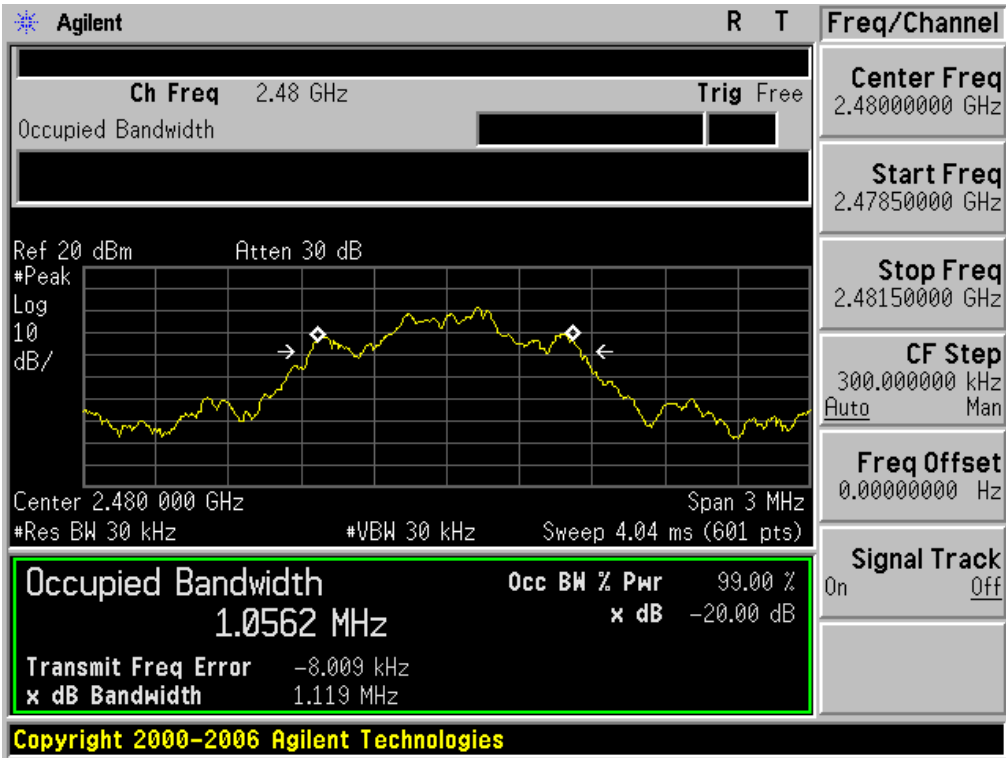 Agilent R T
Ch Freq 2.48 GHz Trig Free
Occupied Bandwidth
Ref 20 dBm Atten 30 dB
#Peak
Log
10
dB/
Center 2.480 000 GHz Span 3 MHz
#Res BW 30 kHz #VBW 30 kHz Sweep 4.04 ms (601 pts)
Occupied Bandwidth Occ BW % Pwr 99.00 %
1.0562 MHz x dB -20.00 dB
Transmit Freq Error -8.009 kHz
x dB Bandwidth 1.119 MHz
Copyright 2000-2006 Agilent Technologies
Freq/Channel
Center Freq
2.48000000 GHz
Start Freq
2.47850000 GHz
Stop Freq
2.48150000 GHz
CF Step
300.000000 kHz
Auto Man
Freq Offset
0.00000000 Hz
Signal Track
On Off